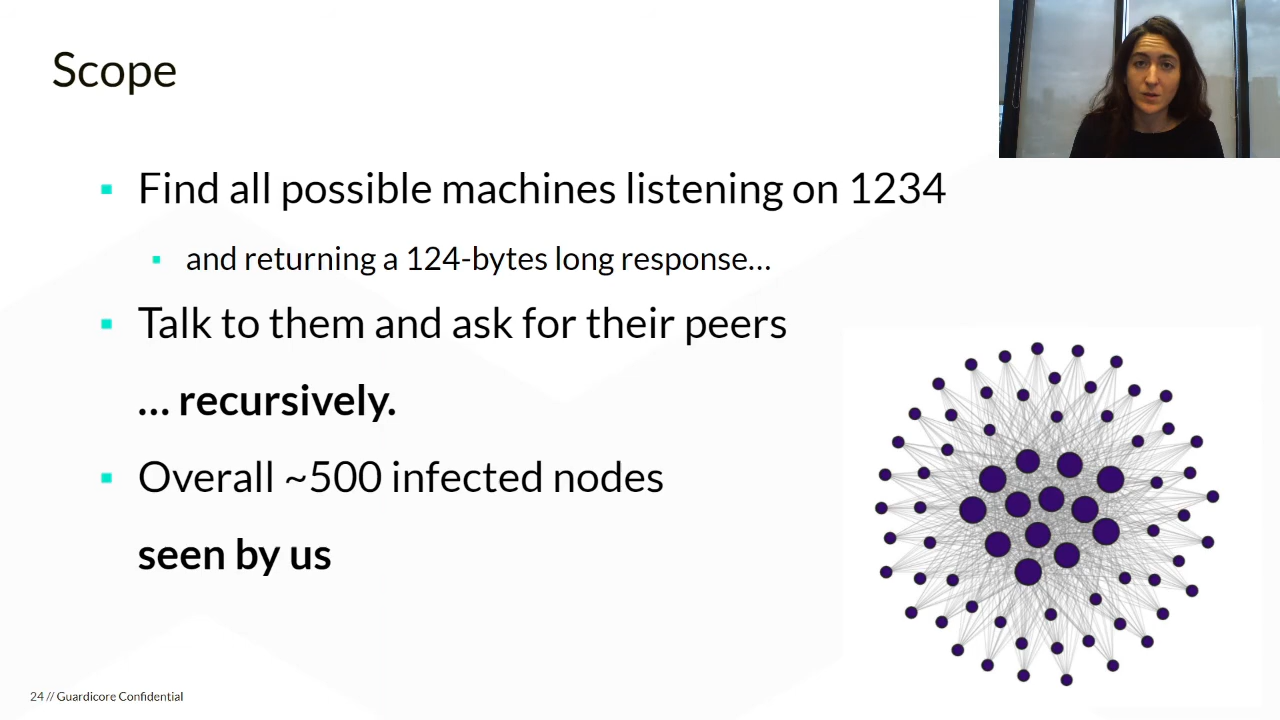 Scope
Find all possible machines listening on 1234
and returning a 124-bytes long response...
Talk to them and ask for their peers
... recursively.
Overall ~500 infected nodes
seen by us
24 // Guardicore Confidential